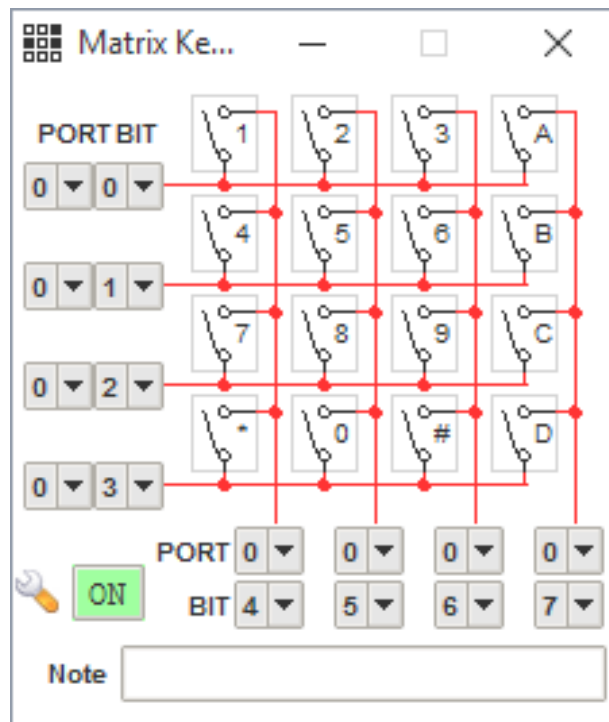 Matrix Ke...
PORT BIT
1 2 3 A
0 0
4 5 6 B
0 1
7 8 9 C
0 2
* 0 # D
0 3
PORT 0 0 0 0
ON
BIT 4 5 6 7
Note